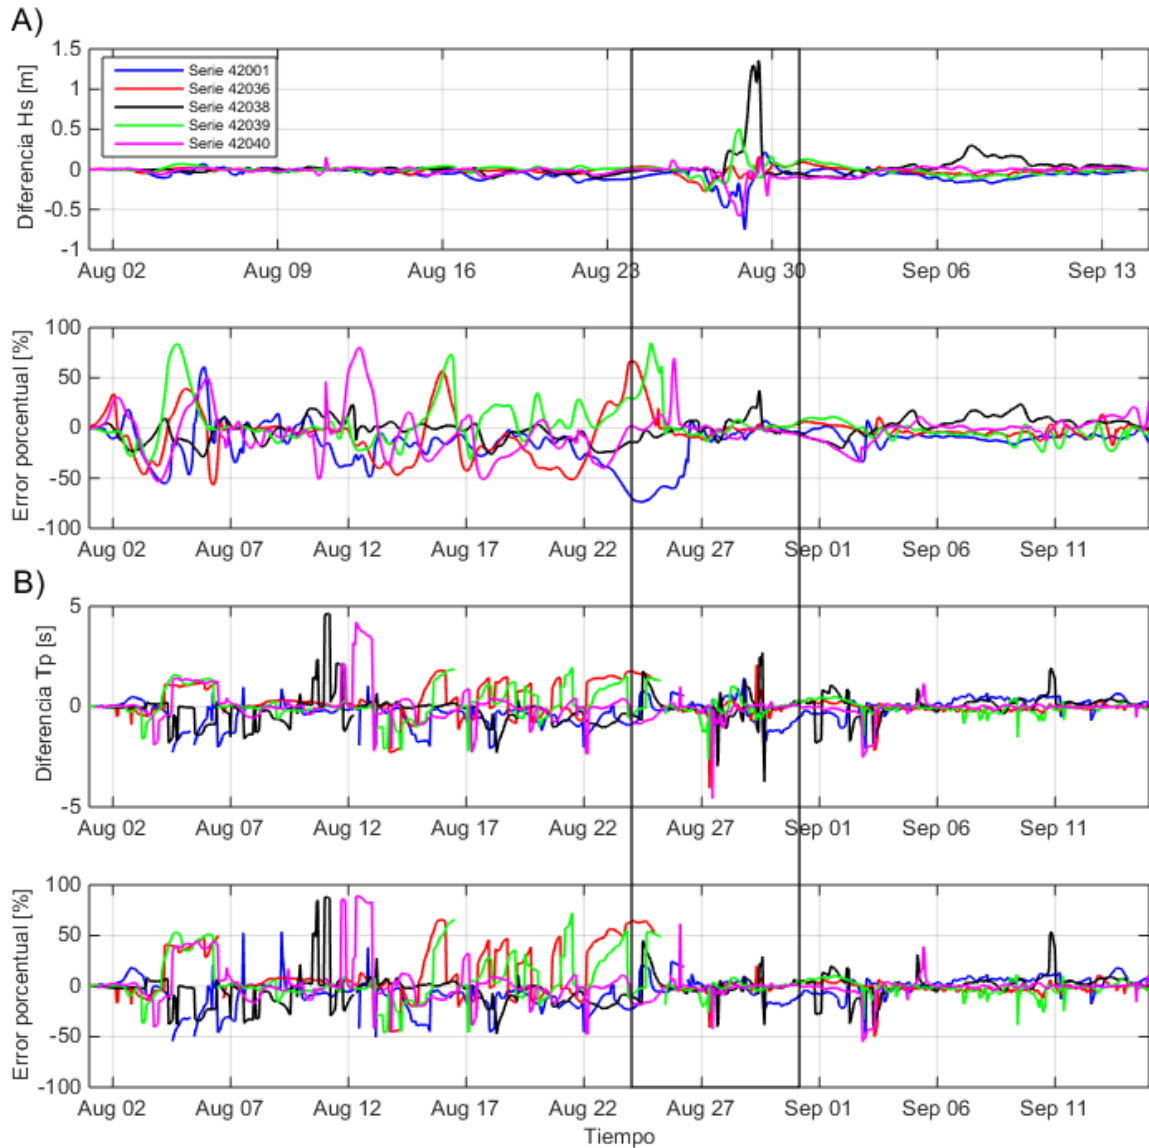 A)
Diferencia Hs [m]
1.5
1
0.5
0
-0.5
-1
Serie 42001
Serie 42036
Serie 42038
Serie 42039
Serie 42040
Aug 02 Aug 09 Aug 16 Aug 23 Aug 30 Sep 06 Sep 13
Error porcentual [%]
100
50
0
-50
-100
Aug 02 Aug 07 Aug 12 Aug 17 Aug 22 Aug 27 Sep 01 Sep 06 Sep 11
B)
Diferencia Tp [s]
5
0
-5
Aug 02 Aug 07 Aug 12 Aug 17 Aug 22 Aug 27 Sep 01 Sep 06 Sep 11
Error porcentual [%]
100
50
0
-50
-100
Aug 02 Aug 07 Aug 12 Aug 17 Aug 22 Aug 27 Sep 01 Sep 06 Sep 11
Tiempo